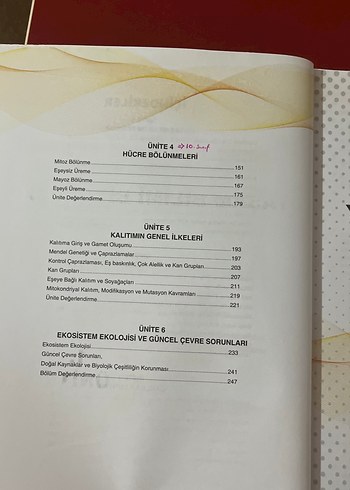 ÜNİTE 4 ⇒ 10. Sınıf
HÜCRE BÖLÜNMELERİ
Mitoz Bölünme 151
Eşeysiz Üreme 161
Mayoz Bölünme 167
Eşeyli Üreme 175
Ünite Değerlendirme 179
ÜNİTE 5
KALITIMIN GENEL İLKELERİ
Kalıtıma Giriş ve Gamet Oluşumu 193
Mendel Genetiği ve Çaprazlamalar 197
Kontrol Çaprazlaması, Eş baskınlık, Çok Alellik ve Kan Grupları 203
Kan Grupları 207
Eşeye Bağlı Kalıtım ve Soyağaçları 211
Mitokondriyal Kalıtım, Modifikasyon ve Mutasyon Kavramları 219
Ünite Değerlendirme 221
ÜNİTE 6
EKOSİSTEM EKOLOJİSİ VE GÜNCEL ÇEVRE SORUNLARI
Ekosistem Ekolojisi 233
Güncel Çevre Sorunları,
Doğal Kaynaklar ve Biyolojik Çeşitliliğin Korunması 241
Bölüm Değerlendirme 247